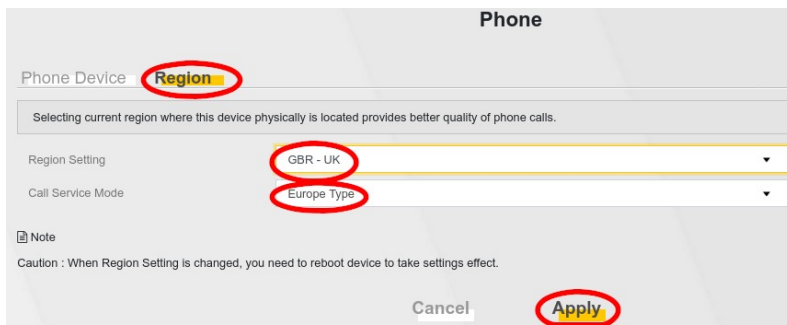 Phone
Phone Device Region
Selecting current region where this device physically is located provides better quality of phone calls.
Region Setting GBR - UK
Call Service Mode Europe Type
Note
Caution : When Region Setting is changed, you need to reboot device to take settings effect.
Cancel Apply